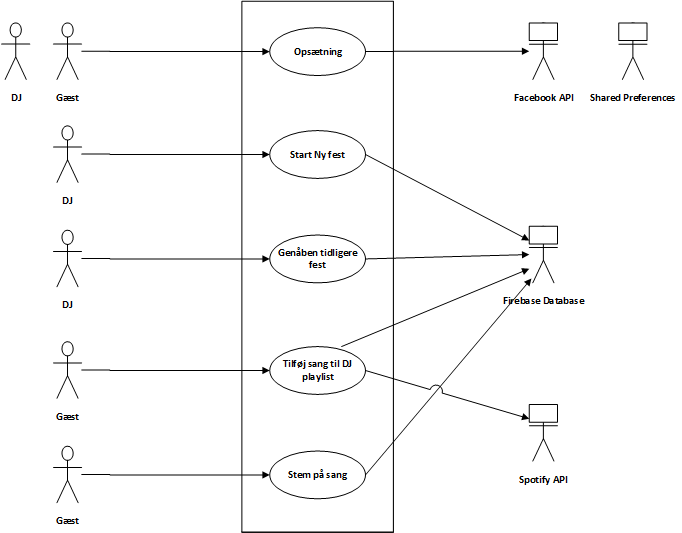 Opsætning
DJ
Gæst
Facebook API
Shared Preferences
Start Ny fest
DJ
Genåben tidligere
fest
DJ
Firebase Database
Tilføj sang til DJ
playlist
Gæst
Stem på sang
Spotify API
Gæst